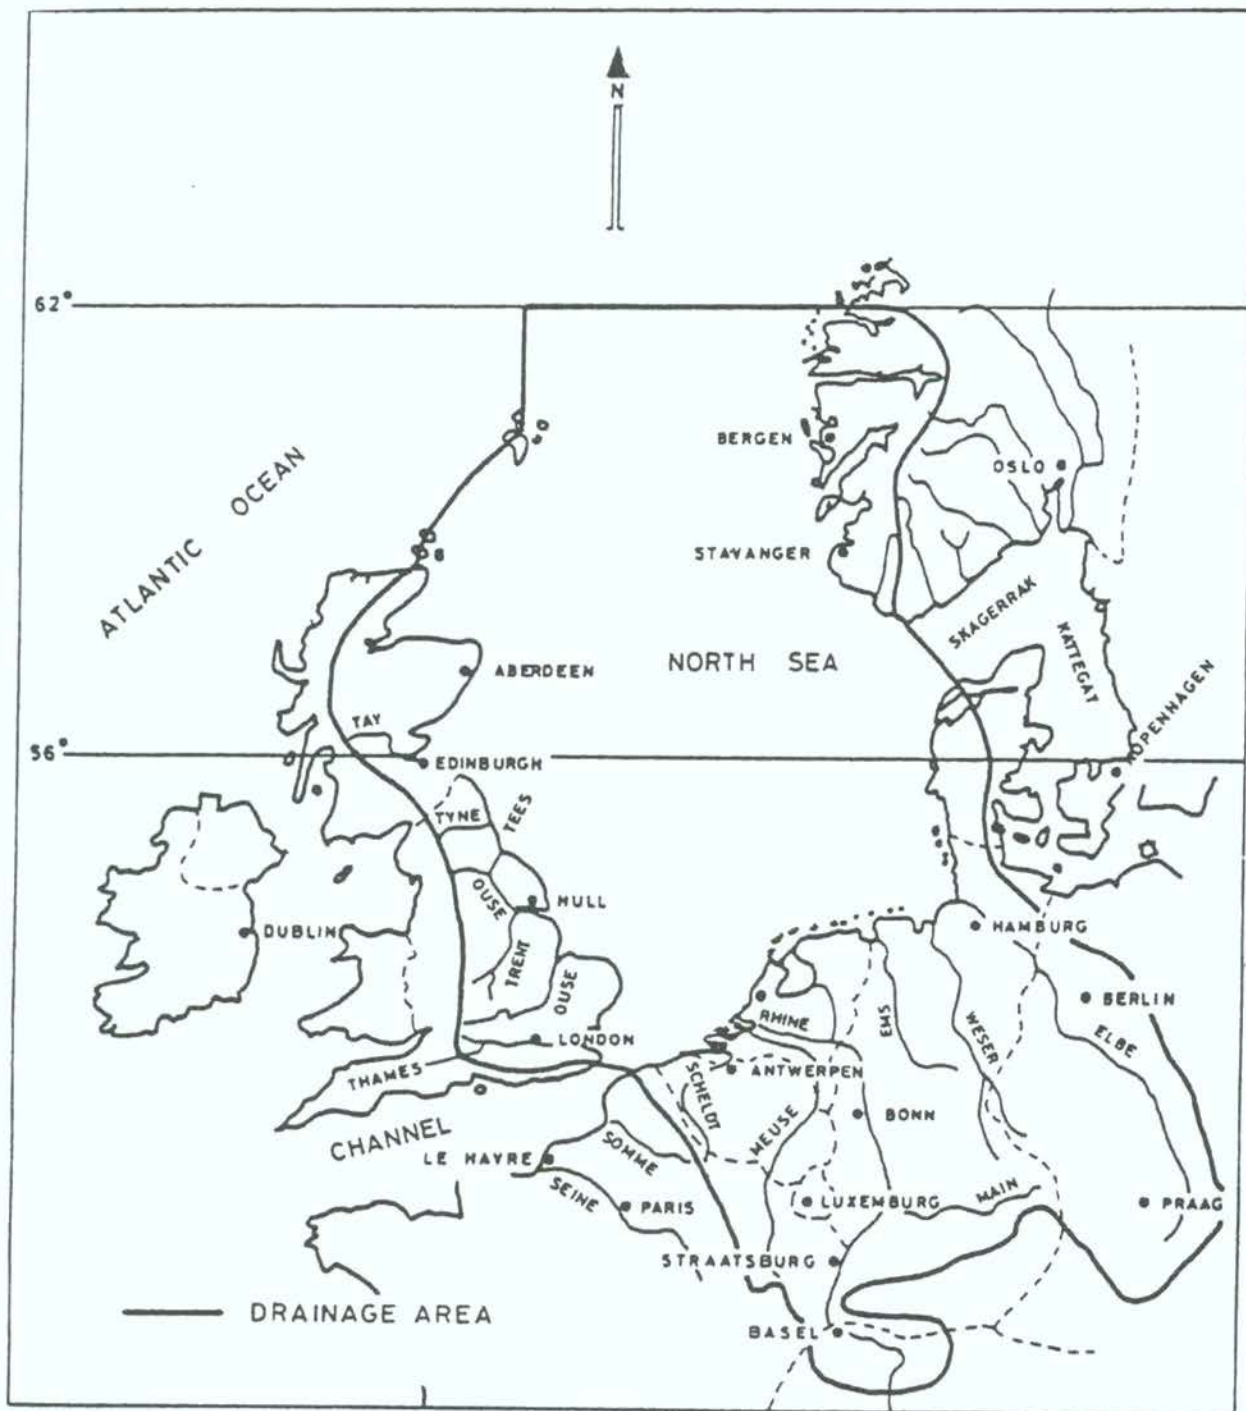 N
62°
BERGEN
OSLO
ATLANTIC OCEAN
STAVANGER
SKAGERRAK
KATTEGAT
NORTH SEA
ABERDEEN
TAY
KOPENHAGEN
56°
EDINBURGH
TYNE
TEES
OUSE
HULL
DUBLIN
TRENT
OUSE
HAMBURG
BERLIN
RHINE
EMS
WESER
ELBE
LONDON
THAMES
SCHELDT
ANTWERPEN
MEUSE
BONN
CHANNEL
LE HAVRE
SOMME
SEINE
PARIS
LUXEMBURG
MAIN
PRAAG
STRAATSBURG
DRAINAGE AREA
BASEL